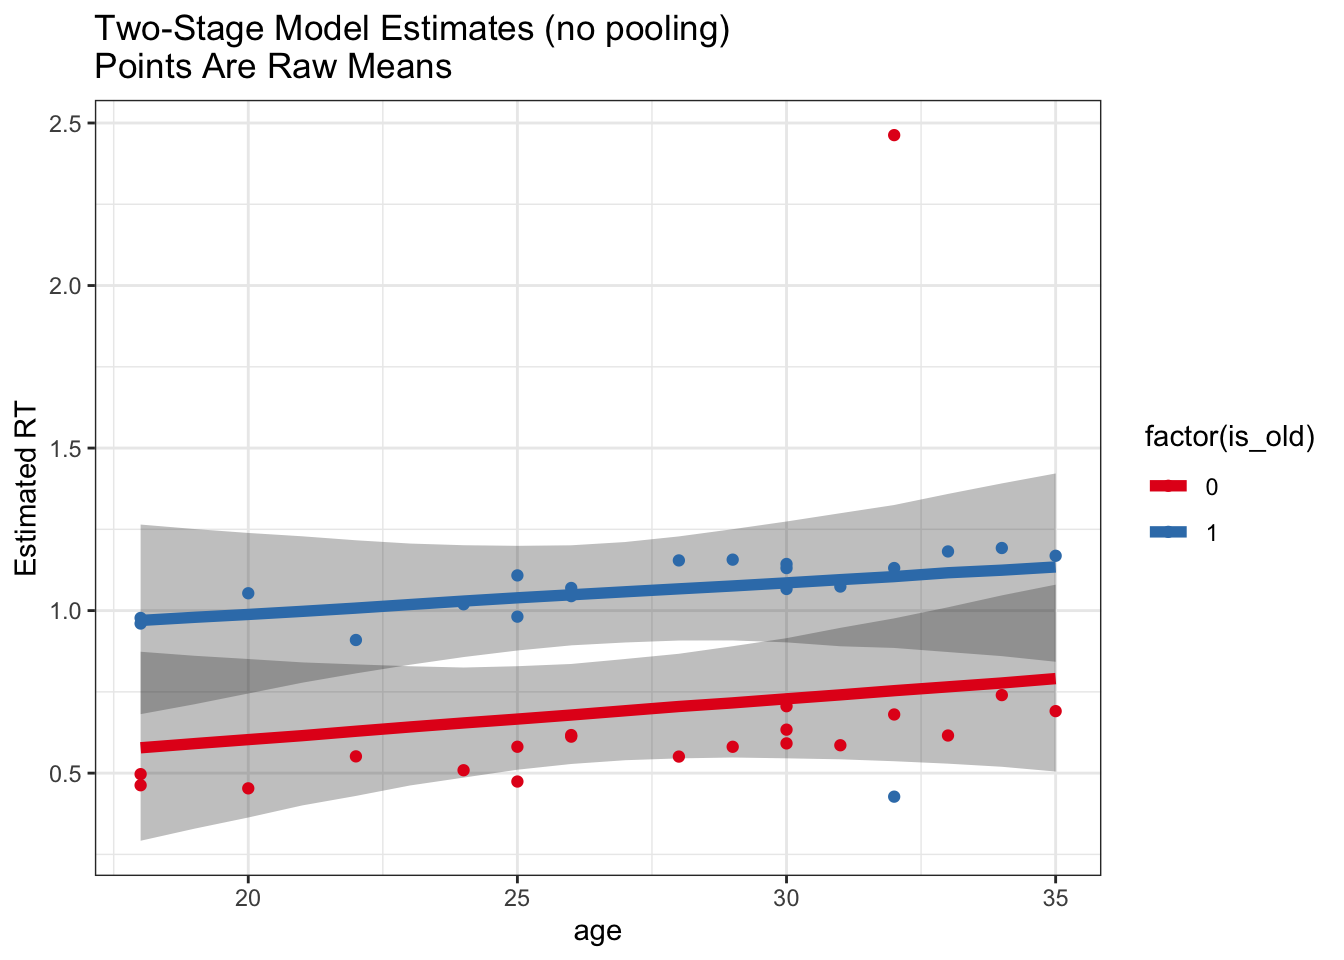 Two-Stage Model Estimates (no pooling)
Points Are Raw Means
2.5
2.0
1.5
1.0
0.5
Estimated RT
20 25 30 35
age
factor(is_old)
0
1